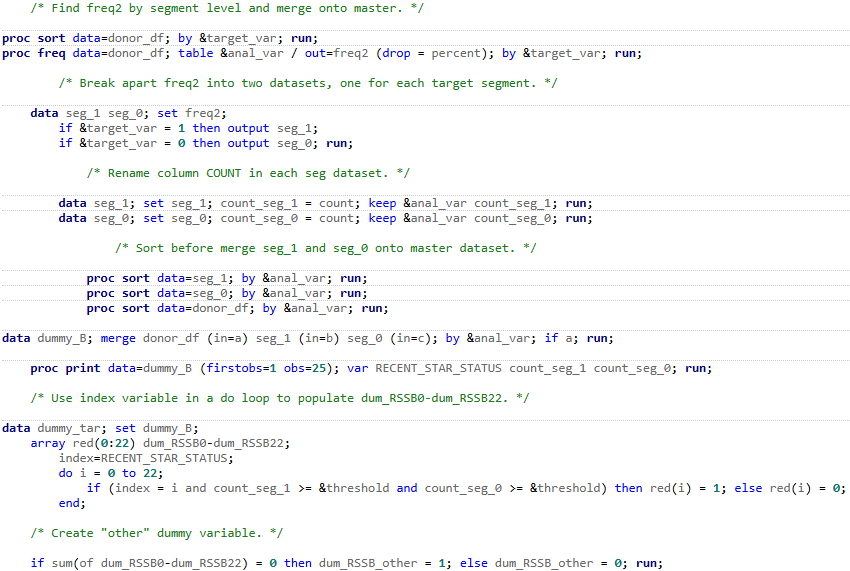 /* Find freq2 by segment level and merge onto master. */
proc sort data=donor_df; by &target_var; run;
proc freq data=donor_df; table &anal_var / out=freq2 (drop = percent); by &target_var; run;
/* Break apart freq2 into two datasets, one for each target segment. */
data seg_1 seg_0; set freq2;
if &target_var = 1 then output seg_1;
if &target_var = 0 then output seg_0; run;
/* Rename column COUNT in each seg dataset. */
data seg_1; set seg_1; count_seg_1 = count; keep &anal_var count_seg_1; run;
data seg_0; set seg_0; count_seg_0 = count; keep &anal_var count_seg_0; run;
/* Sort before merge seg_1 and seg_0 onto master dataset. */
proc sort data=seg_1; by &anal_var; run;
proc sort data=seg_0; by &anal_var; run;
proc sort data=donor_df; by &anal_var; run;
data dummy_B; merge donor_df (in=a) seg_1 (in=b) seg_0 (in=c); by &anal_var; if a; run;
proc print data=dummy_B (firstobs=1 obs=25); var RECENT_STAR_STATUS count_seg_1 count_seg_0; run;
/* Use index variable in a do loop to populate dum_RSSB0-dum_RSSB22. */
data dummy_tar; set dummy_B;
array red(0:22) dum_RSSB0-dum_RSSB22;
index=RECENT_STAR_STATUS;
do i = 0 to 22;
if (index = i and count_seg_1 >= &threshold and count_seg_0 >= &threshold) then red(i) = 1; else red(i) = 0;
end;
/* Create "other" dummy variable. */
if sum(of dum_RSSB0-dum_RSSB22) = 0 then dum_RSSB_other = 1; else dum_RSSB_other = 0; run;